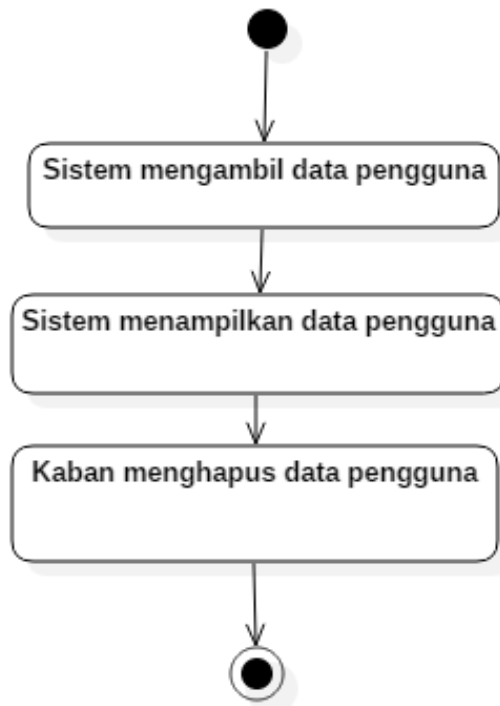 Sistem mengambil data pengguna
Sistem menampilkan data pengguna
Kaban menghapus data pengguna